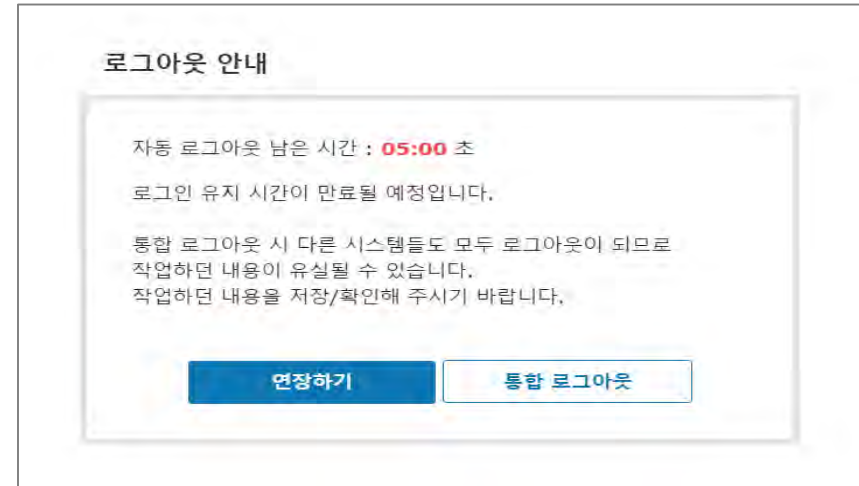 로그아웃 안내
자동 로그아웃 남은 시간 : 05:00 초
로그인 유지 시간이 만료될 예정입니다.
통합 로그아웃 시 다른 시스템들도 모두 로그아웃이 되므로
작업하던 내용이 유실될 수 있습니다.
작업하던 내용을 저장/확인해 주시기 바랍니다.
연장하기
통합 로그아웃